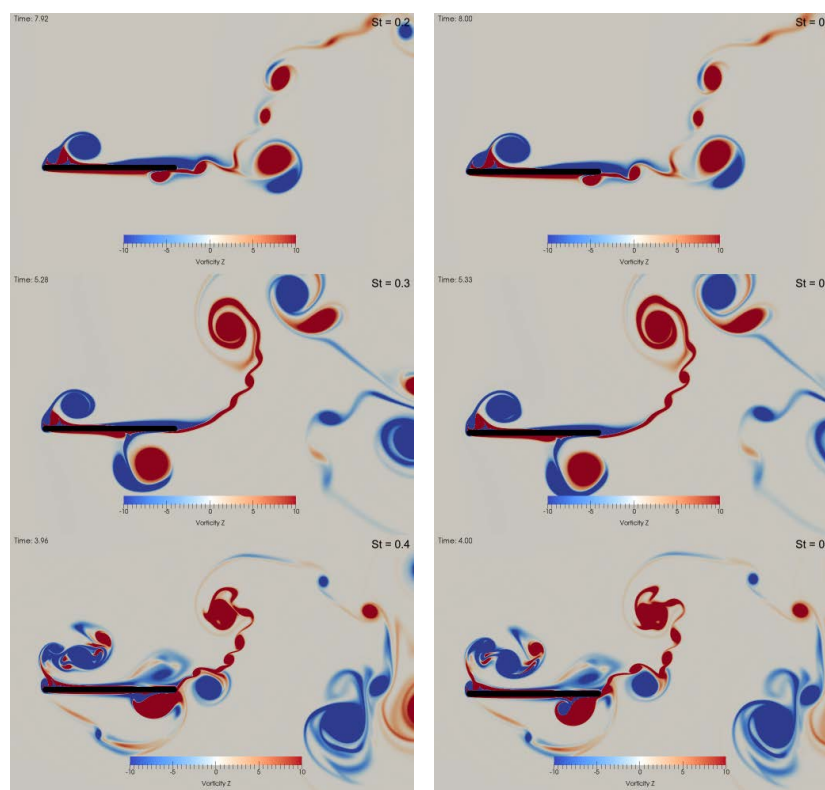 Time: 7.92
St = 0.2
-10 -5 0 5 10
Vorticity Z
Time: 8.00
St = 0
-10 -5 0 5 10
Vorticity Z
Time: 5.28
St = 0.3
-10 -5 0 5 10
Vorticity Z
Time: 5.33
St = 0
-10 -5 0 5 10
Vorticity Z
Time: 3.96
St = 0.4
-10 -5 0 5 10
Vorticity Z
Time: 4.00
St = 0
-10 -5 0 5 10
Vorticity Z